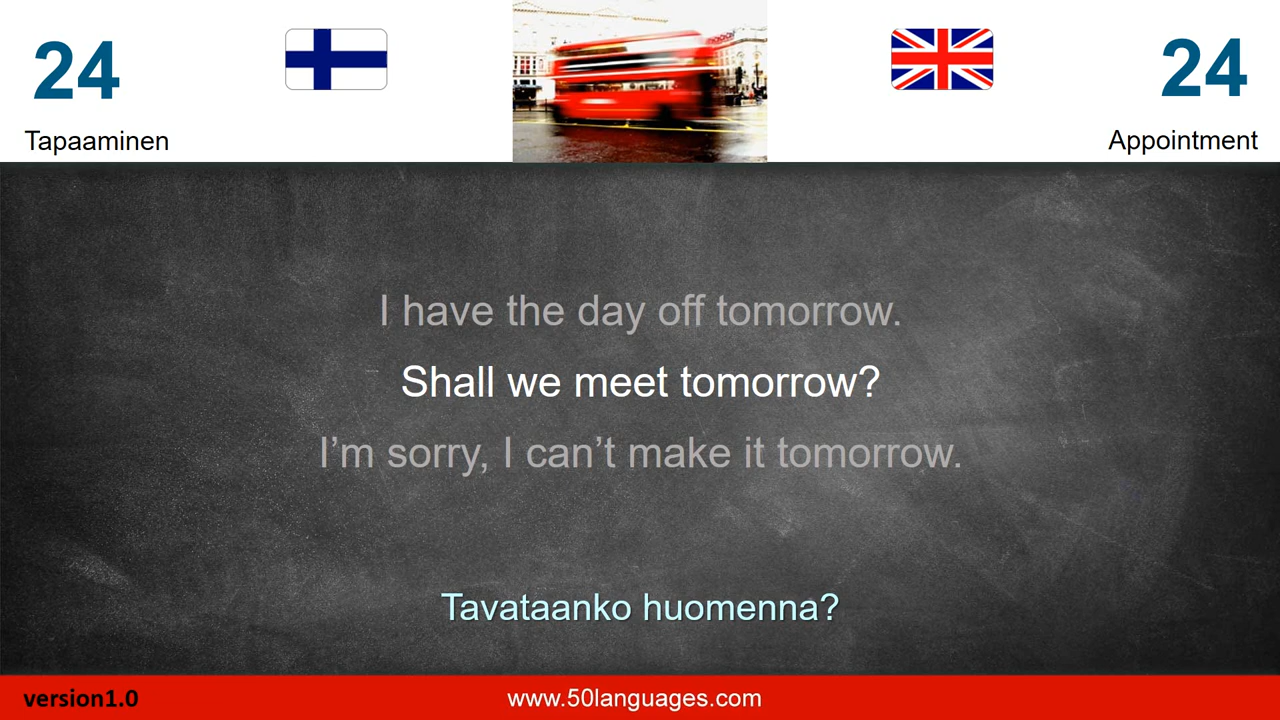 24
24
Tapaaminen
Appointment
I have the day off tomorrow.
Shall we meet tomorrow?
I’m sorry, I can’t make it tomorrow.
Tavataanko huomenna?
version1.0
www.50languages.com